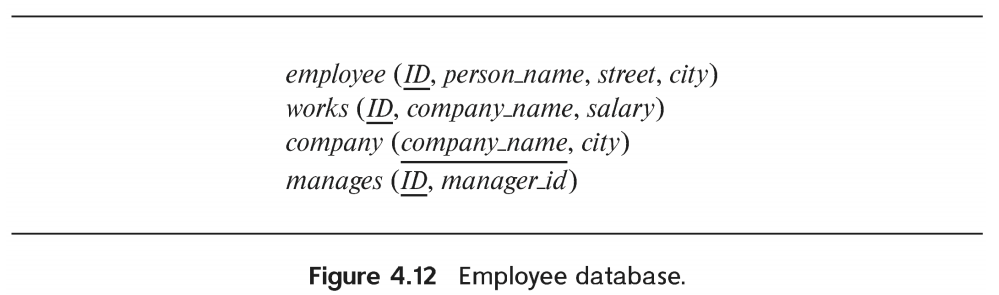 employee (ID, person_name, street, city)
works (ID, company_name, salary)
company (company_name, city)
manages (ID, manager_id)
Figure 4.12 Employee database.